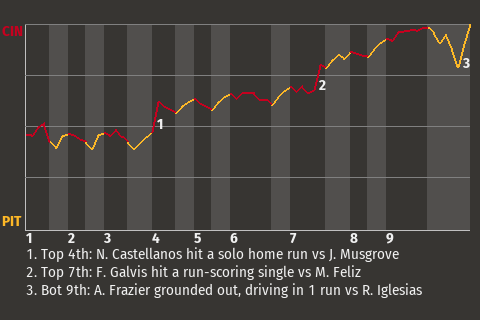 CIN
3
2
1
PIT
1 2 3 4 5 6 7 8 9
1. Top 4th: N. Castellanos hit a solo home run vs J. Musgrove
2. Top 7th: F. Galvis hit a run-scoring single vs M. Feliz
3. Bot 9th: A. Frazier grounded out, driving in 1 run vs R. Iglesias